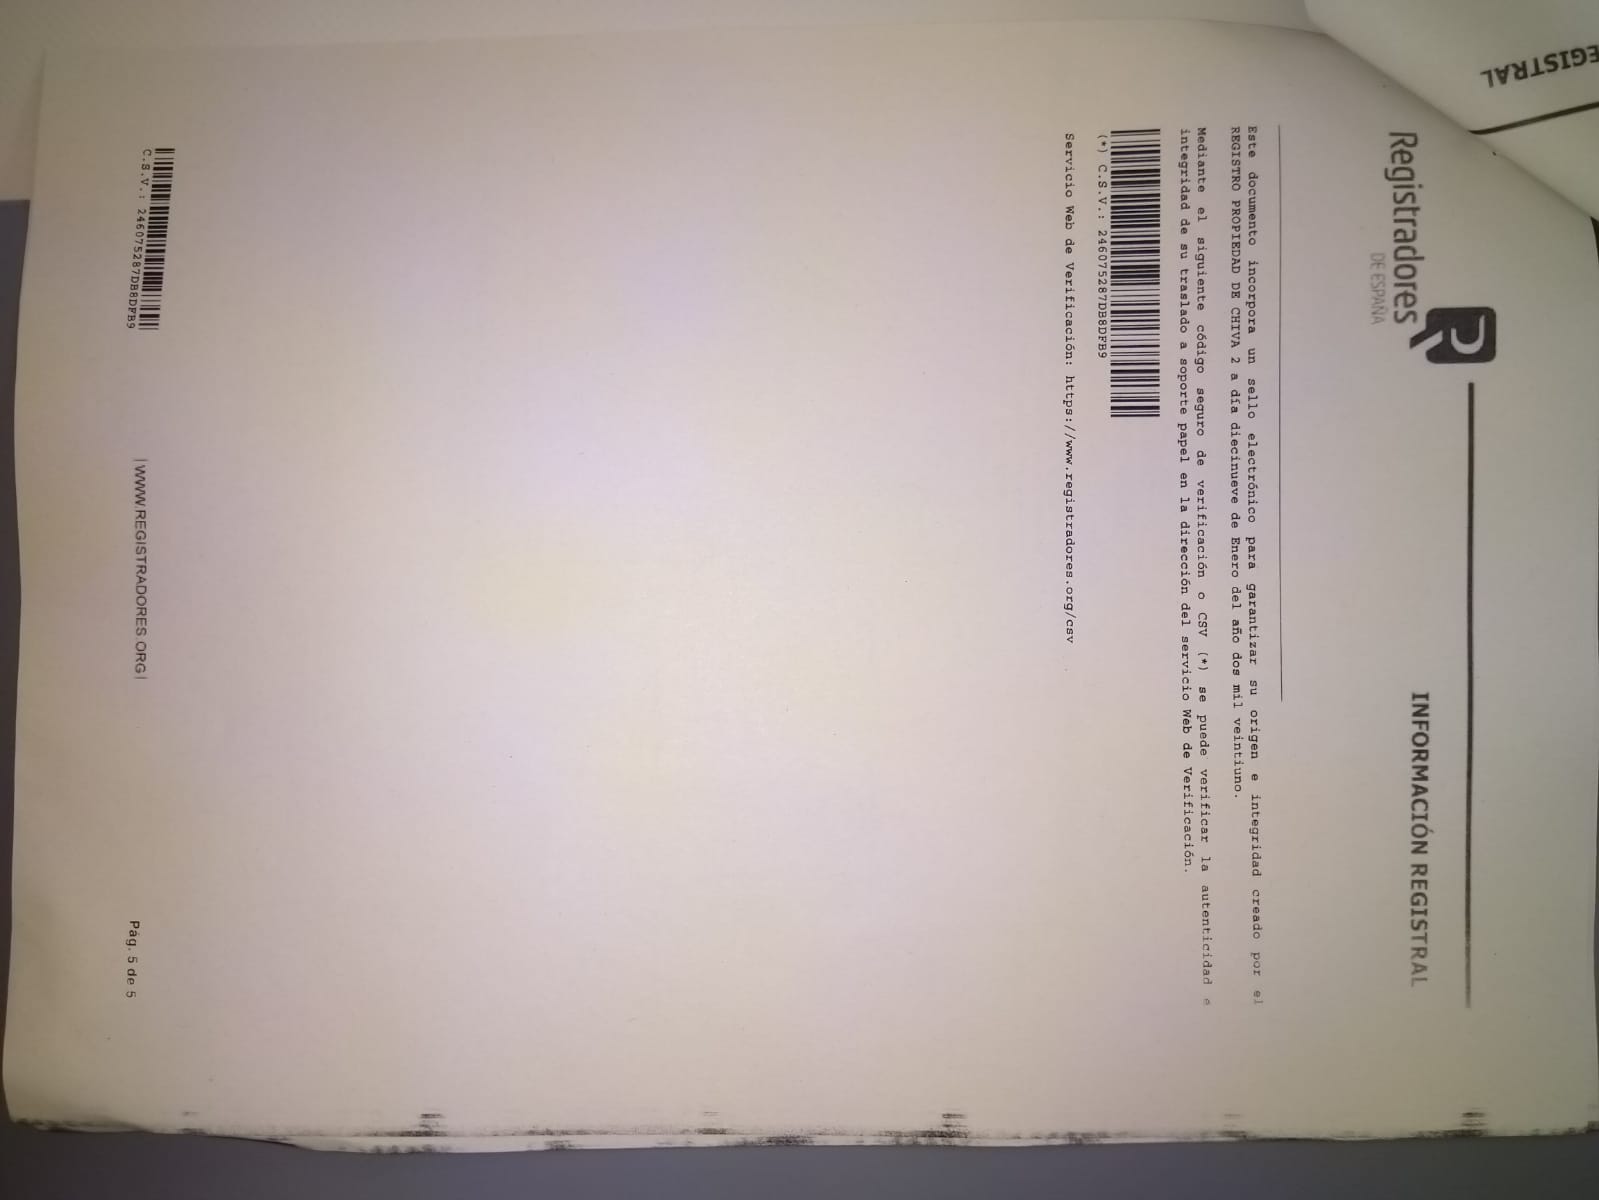 EGISTRAL
Registradores
DE ESPAÑA
INFORMACIÓN REGISTRAL
Este documento incorpora un sello electrónico para garantizar su origen e integridad creado por el
REGISTRO PROPIEDAD DE CHIVA 2 a día diecinueve de Enero del año dos mil veintiuno.
Mediante el siguiente código seguro de verificación o CSV (*) se puede verificar la autenticidad e
integridad de su traslado a soporte papel en la dirección del servicio Web de Verificación.
(*) C.S.V.: 246075287DB8DFB9
Servicio Web de Verificación: https://www.registradores.org/csv
C.S.V.: 246075287DB8DFB9
|WWW.REGISTRADORES.ORG|
Pág. 5 de 5